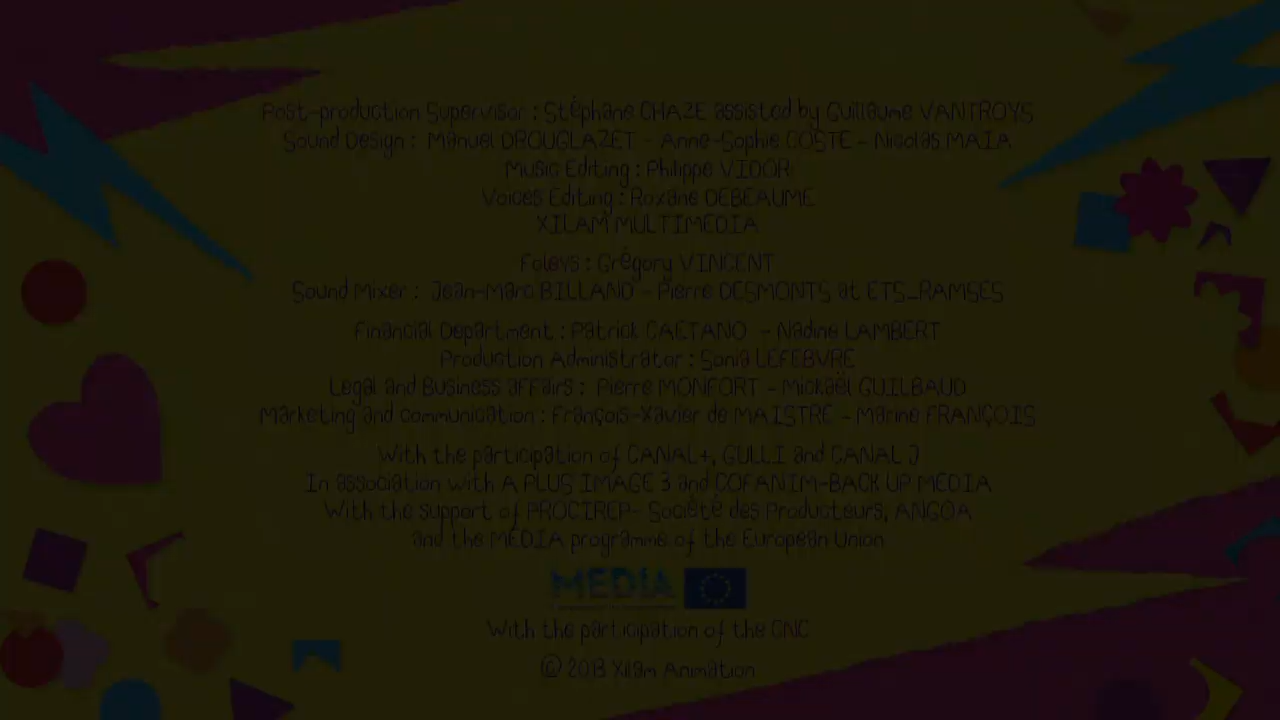 Post-production Supervisor : Stéphane CHAZE assisted by Guillaume VANTROYS
Sound Design : Manuel DROUGLAZET - Anne-Sophie COSTE - Nicolas MAIA
Music Editing : Philippe VIDOR
Voices Editing : Roxane DEBEAUME
XILAM MULTIMEDIA
Foleys : Grégory VINCENT
Sound Mixer : Jean-Marc BILLAND - Pierre DESMONTS at ETS_RAMSES
Financial Department : Patrick CAETANO - Nadine LAMBERT
Production Administrator : Sonia LEFEBVRE
Legal and Business affairs : Pierre MONFORT - Mickaël GUILBAUD
Marketing and communication : François-Xavier de MAISTRE - Marine FRANÇOIS
With the participation of CANAL+, GULLI and CANAL J
In association with A PLUS IMAGE 3 and COFANIM-BACK UP MEDIA
With the support of PROCIREP- Société des Producteurs, ANGOA
and the MEDIA programme of the European Union
MEDIA
With the participation of the CNC
© 2013 Xilam Animation